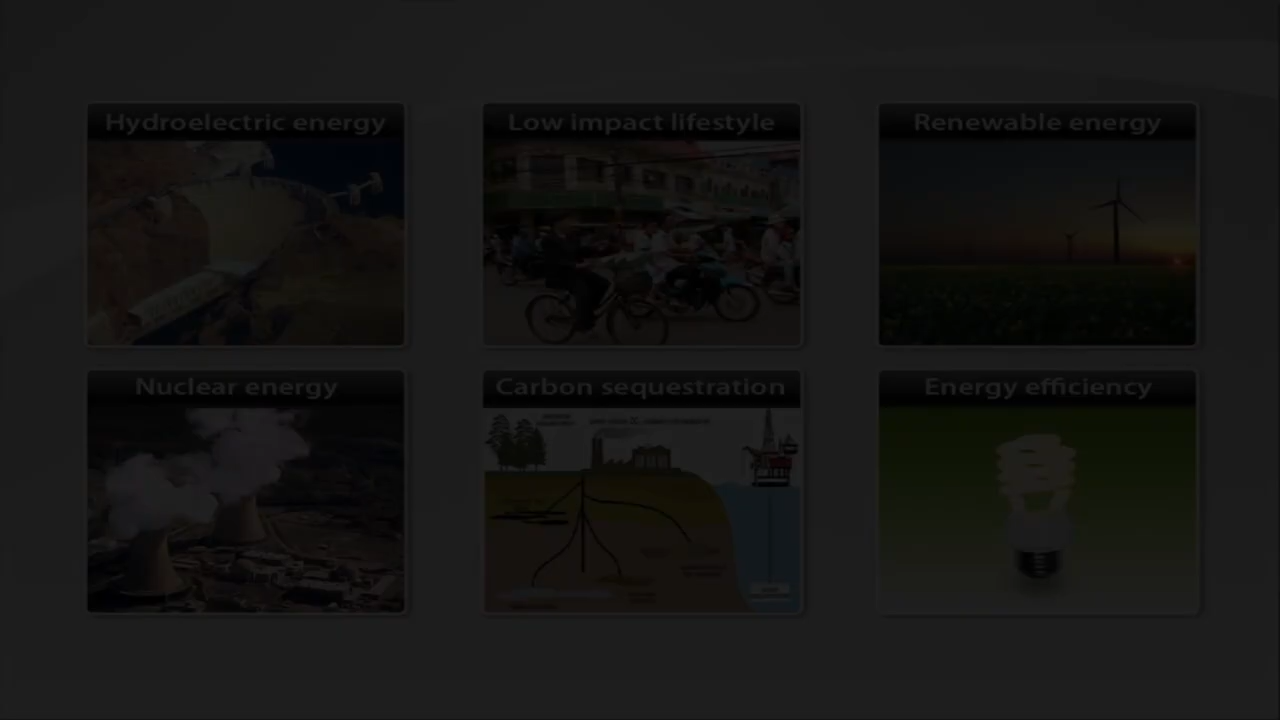 Hydroelectric energy
Low impact lifestyle
Renewable energy
Nuclear energy
Carbon sequestration
Energy efficiency